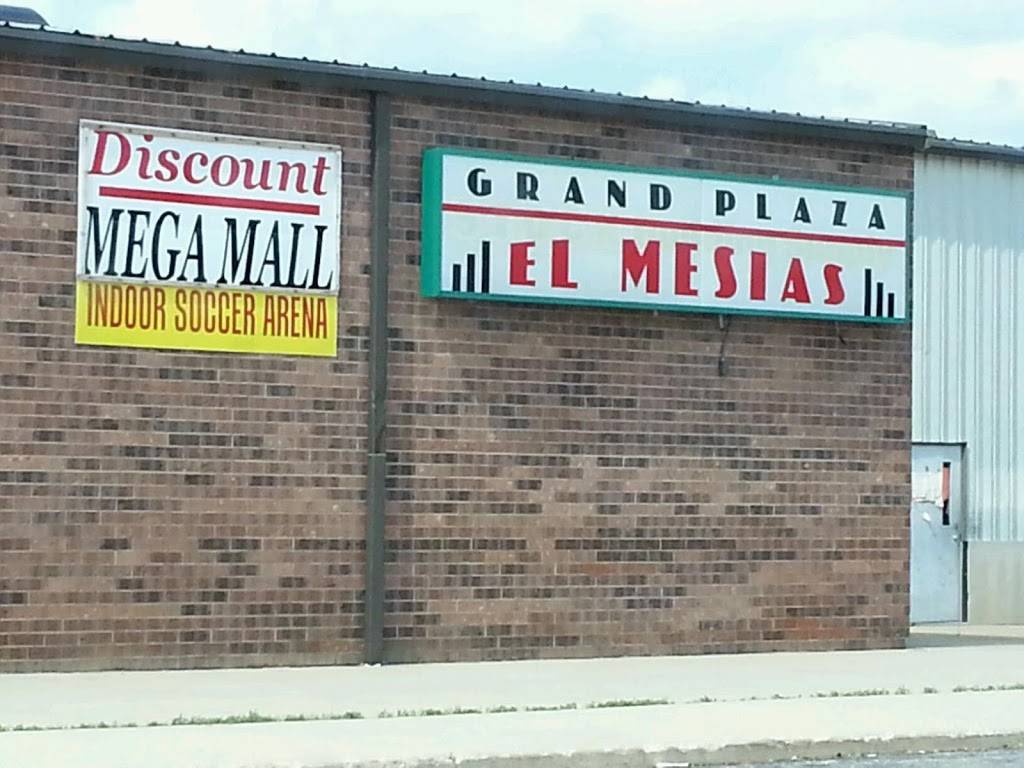 Discount
MEGA MALL
INDOOR SOCCER ARENA
GRAND PLAZA
EL MESIAS